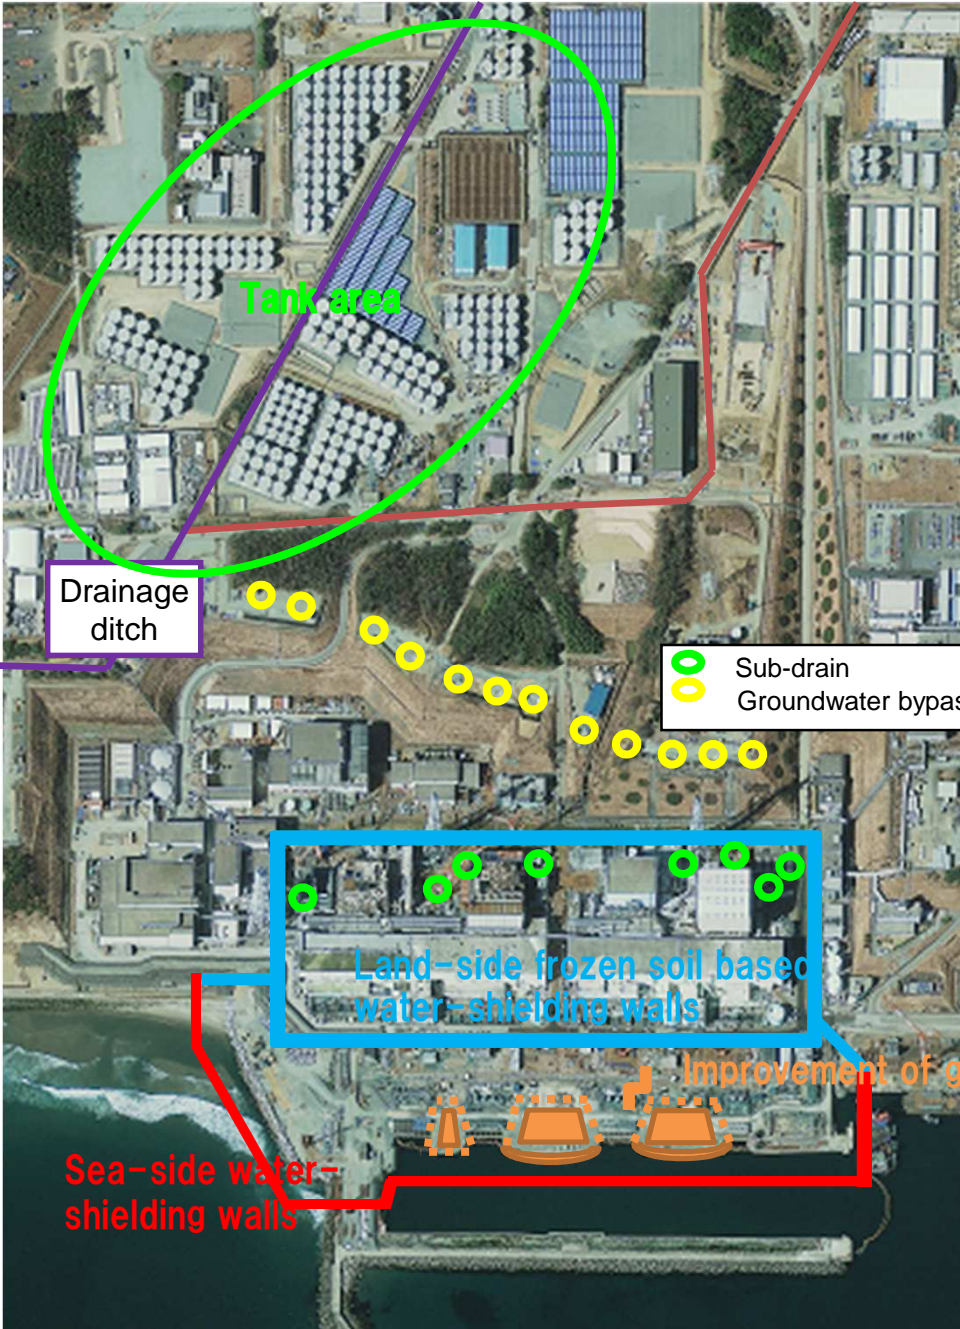 Tank area
Drainage
ditch
Sub-drain
Groundwater bypas
Land-side frozen soil based
water-shielding walls
Improvement of g
Sea-side water-
shielding walls